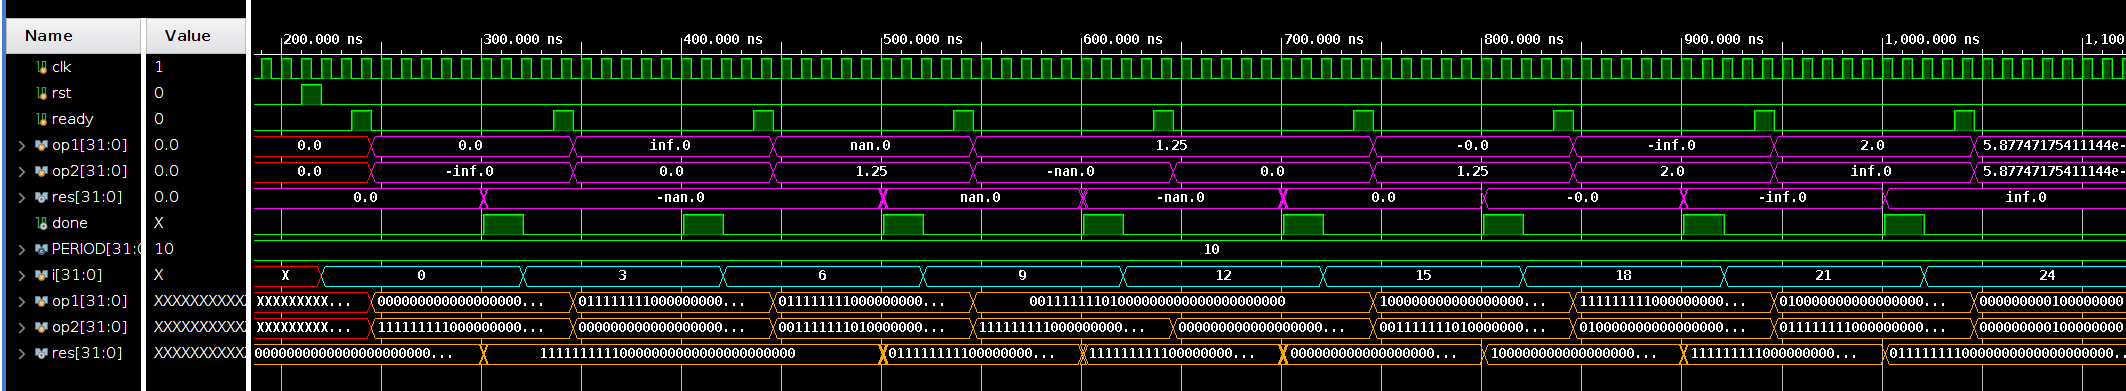 Name Value 200.000 ns 300.000 ns 400.000 ns 500.000 ns 600.000 ns 700.000 ns 800.000 ns 900.000 ns 1,000.000 ns 1,100
clk 1
rst 0
ready 0
op1[31:0] 0.0 0.0 0.0 inf.0 nan.0 1.25 -0.0 -inf.0 2.0 5.87747175411144e-
op2[31:0] 0.0 0.0 -inf.0 0.0 1.25 -nan.0 0.0 1.25 2.0 inf.0 5.87747175411144e-
res[31:0] 0.0 0.0 -nan.0 nan.0 -nan.0 0.0 -0.0 -inf.0 inf.0
done X
PERIOD[31:0 10 10
i[31:0] X X 0 3 6 9 12 15 18 21 24
op1[31:0] XXXXXXXXXX XXXXXXXXX... 000000000000000000... 011111111000000000... 011111111000000000... 00111111101000000000000000000000 100000000000000000... 111111111000000000... 010000000000000000... 000000000100000000
op2[31:0] XXXXXXXXXX XXXXXXXXX... 111111111000000000... 000000000000000000... 001111111010000000... 111111111000000000... 000000000000000000... 001111111010000000... 010000000000000000... 011111111000000000... 000000000100000000
res[31:0] XXXXXXXXXX 0000000000000000000000000... 11111111110000000000000000000000 01111111110000000... 11111111110000000... 000000000000000000... 100000000000000000... 111111111000000000... 011111111000000000000000000000..